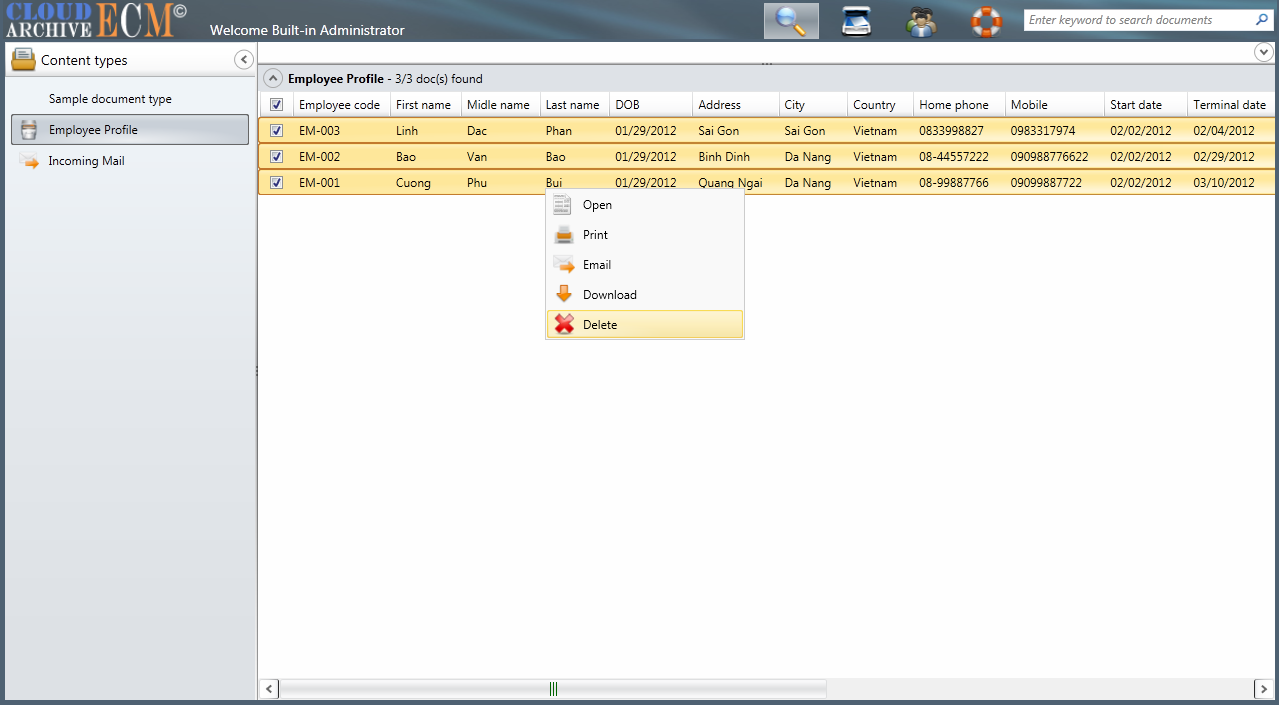 CLOUD ARCHIVE ECM©
Welcome Built-in Administrator
Enter keyword to search documents
Content types
Sample document type
Employee Profile
Incoming Mail
Employee Profile - 3/3 doc(s) found
Employee code First name Midle name Last name DOB Address City Country Home phone Mobile Start date Terminal date
EM-003 Linh Dac Phan 01/29/2012 Sai Gon Sai Gon Vietnam 0833998827 0983317974 02/02/2012 02/04/2012
EM-002 Bao Van Bao 01/29/2012 Binh Dinh Da Nang Vietnam 08-44557222 090988776622 02/02/2012 02/29/2012
EM-001 Cuong Phu Bui 01/29/2012 Quang Ngai Da Nang Vietnam 08-99887766 09099887722 02/02/2012 03/10/2012
Open
Print
Email
Download
Delete